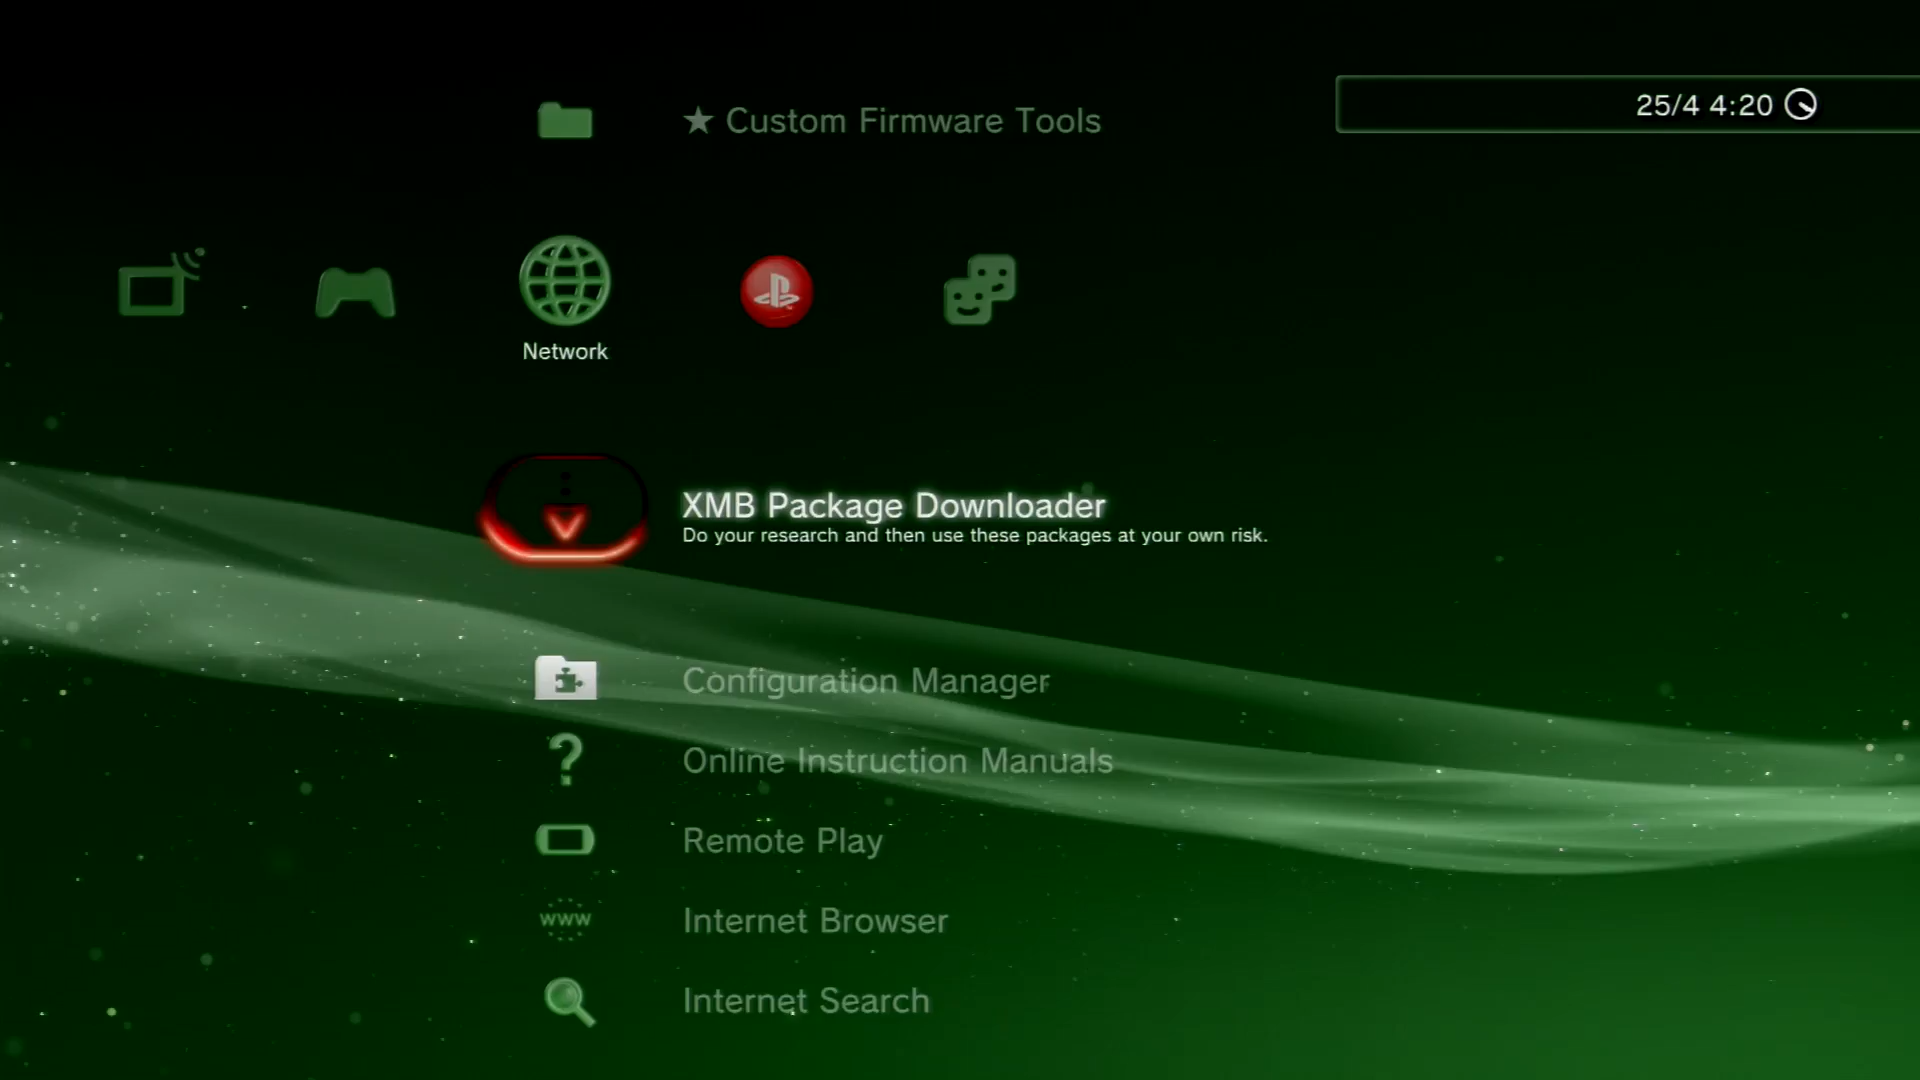 ★ Custom Firmware Tools
25/4 4:20
Network
XMB Package Downloader
Do your research and then use these packages at your own risk.
Configuration Manager
Online Instruction Manuals
Remote Play
www
Internet Browser
Internet Search